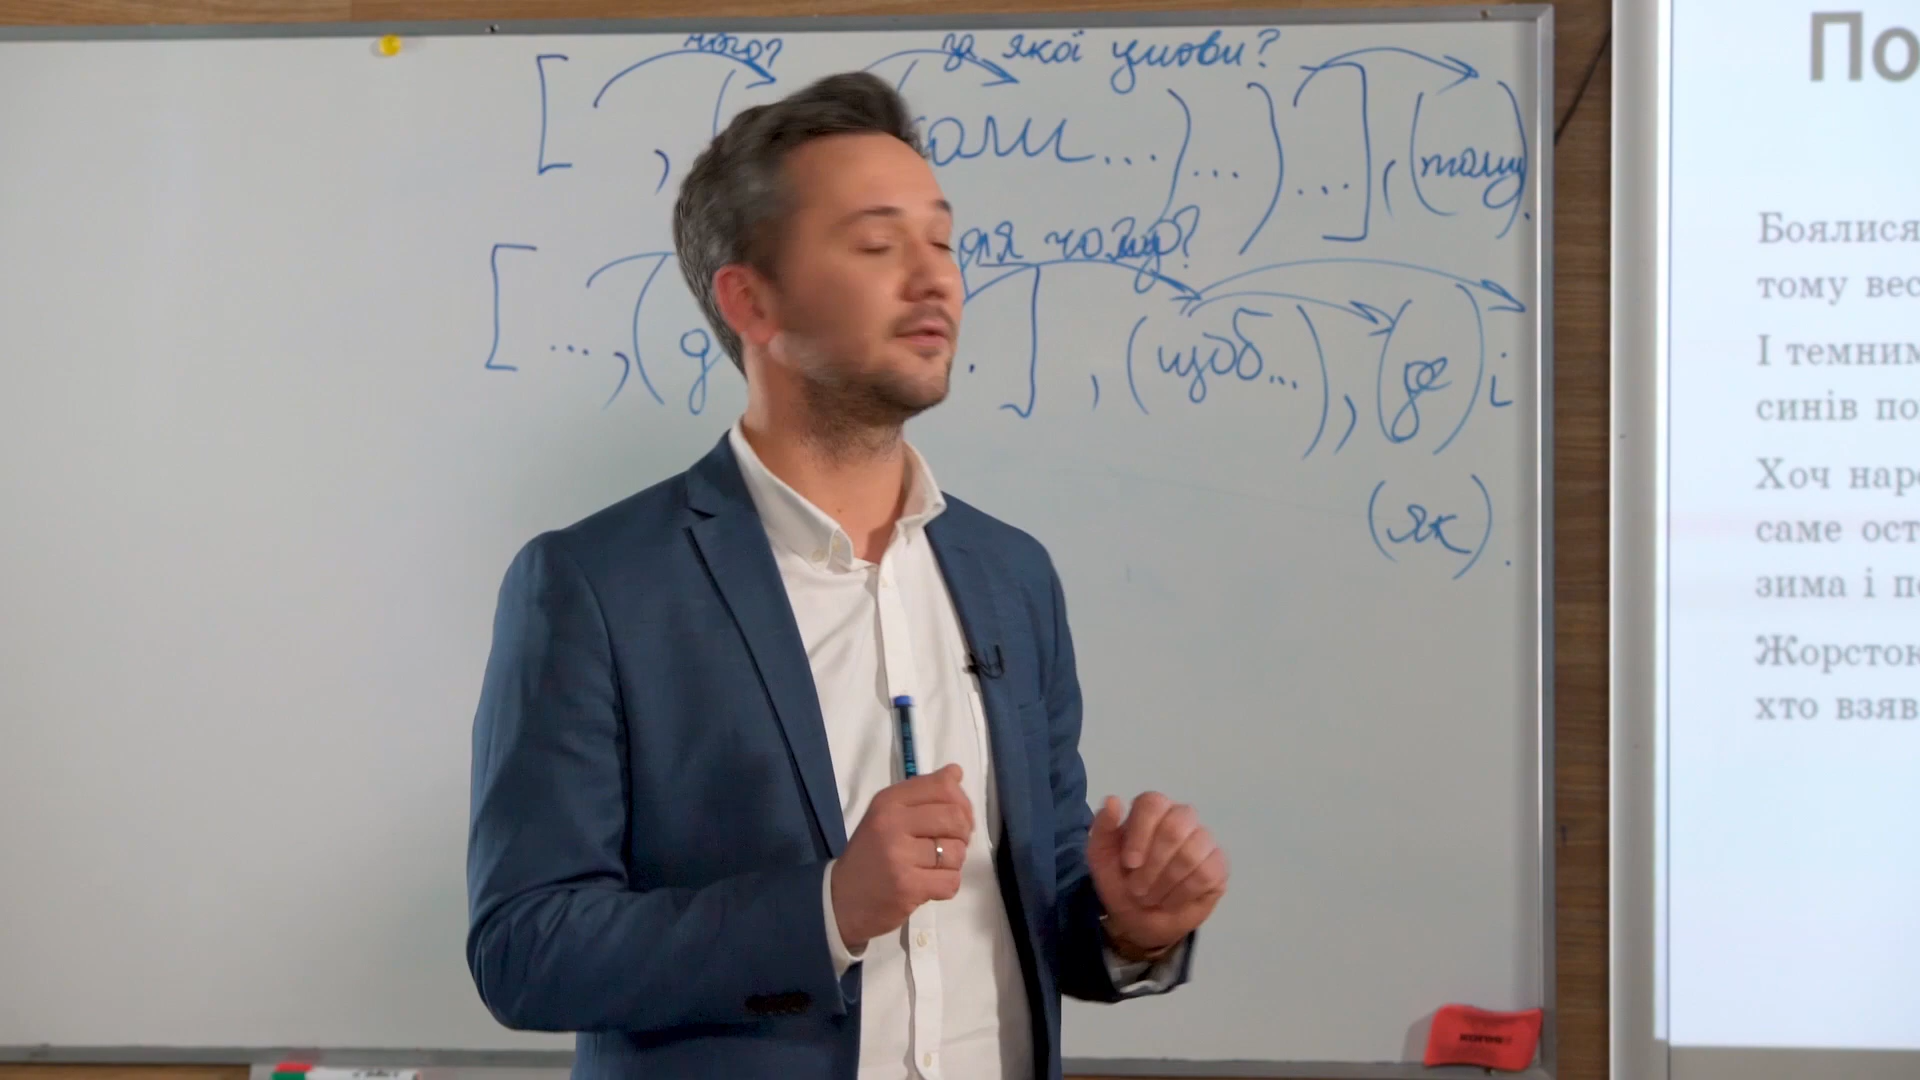 чого? за якої умови?
[ , ( коли...)...)...], (тому).
для чого?
[..., ( д .], (щоб...), (де) і
(як).
По
Боялися
тому вес
І темним
синів по
Хоч наро
саме ост
зима і п
Жорсток
хто взяв